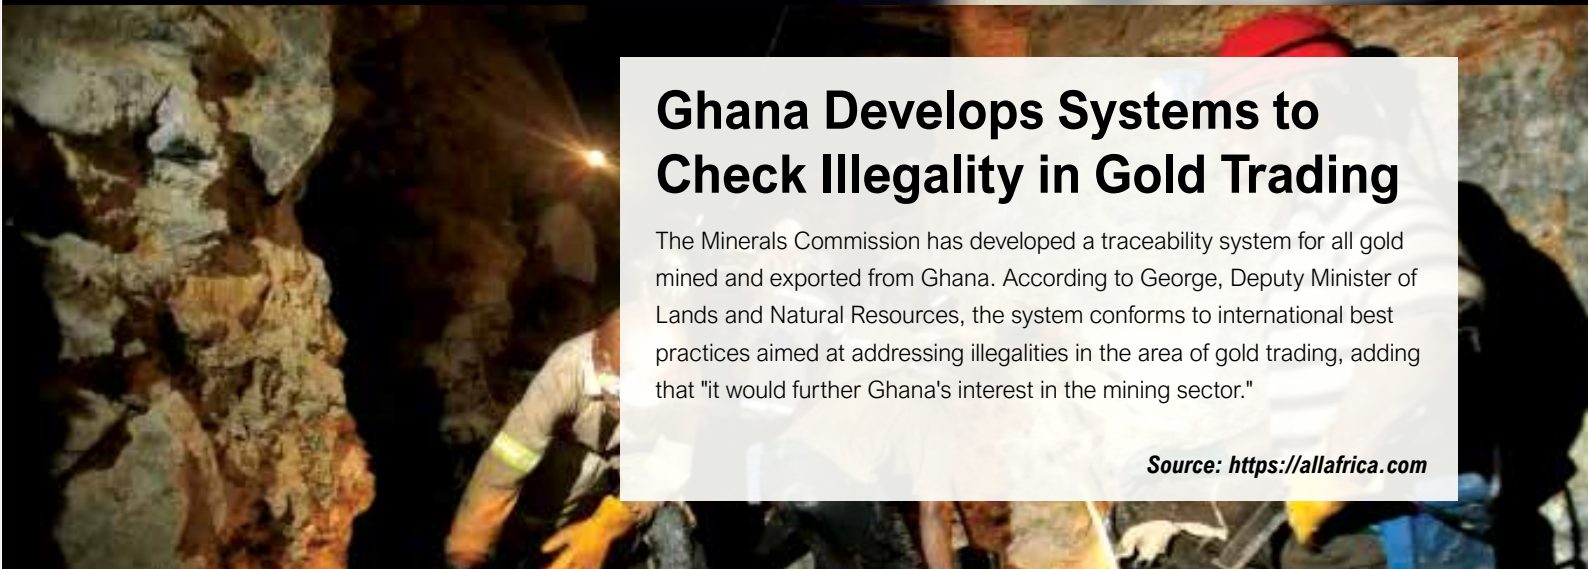 Ghana Develops Systems to
Check Illegality in Gold Trading
The Minerals Commission has developed a traceability system for all gold
mined and exported from Ghana. According to George, Deputy Minister of
Lands and Natural Resources, the system conforms to international best
practices aimed at addressing illegalities in the area of gold trading, adding
that "it would further Ghana's interest in the mining sector."
Source: https://allafrica.com